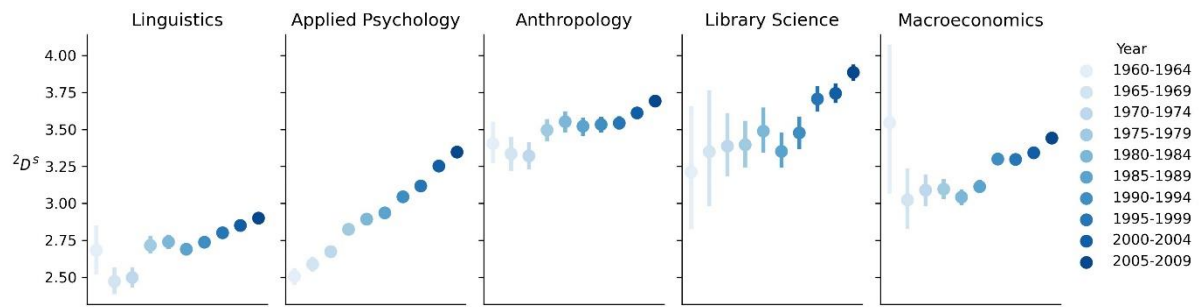 Linguistics
Applied Psychology
Anthropology
Library Science
Macroeconomics
²Dˢ
4.00
3.75
3.50
3.25
3.00
2.75
2.50
Year
1960-1964
1965-1969
1970-1974
1975-1979
1980-1984
1985-1989
1990-1994
1995-1999
2000-2004
2005-2009